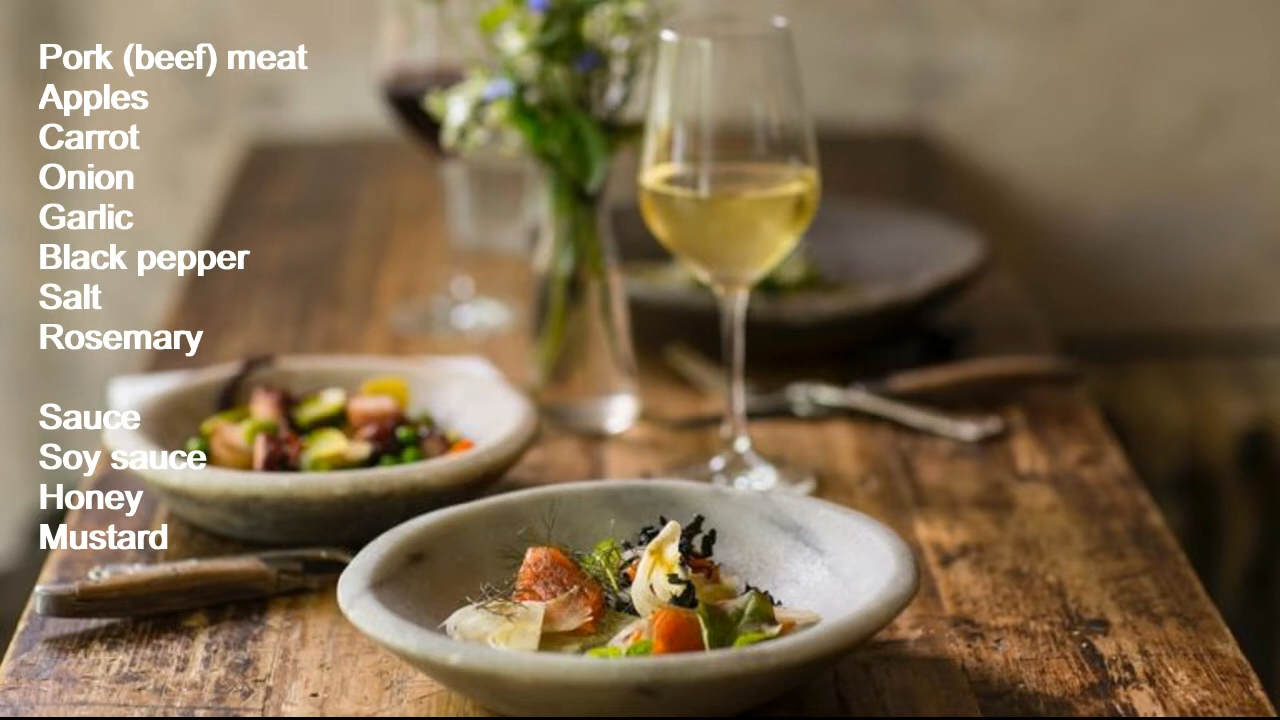 Pork (beef) meat
Apples
Carrot
Onion
Garlic
Black pepper
Salt
Rosemary
Sauce
Soy sauce
Honey
Mustard